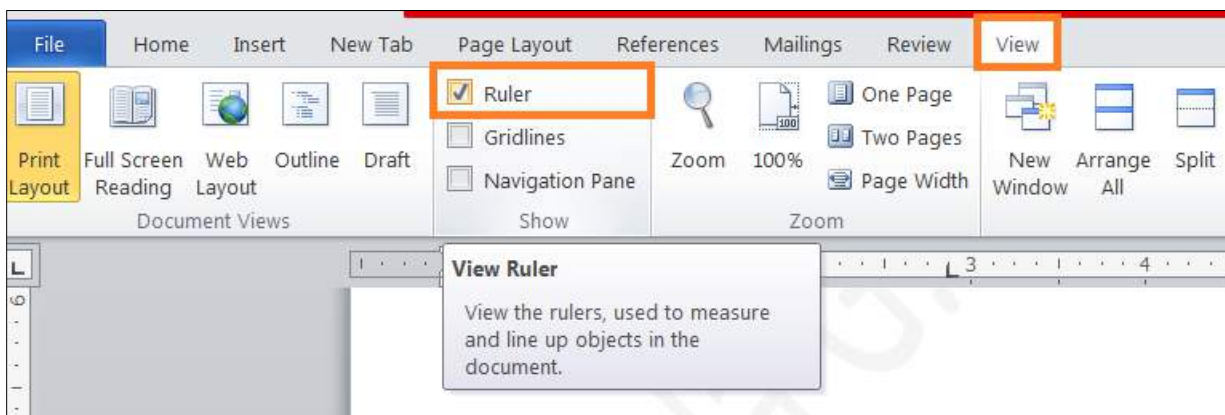 File Home Insert New Tab Page Layout References Mailings Review View
Ruler One Page
Gridlines Two Pages
Print Full Screen Web Outline Draft Navigation Pane Zoom 100% Page Width New Arrange Split
Layout Reading Layout Window All
Document Views Show Zoom
L L 3 4
View Ruler
6
View the rulers, used to measure
and line up objects in the
document.